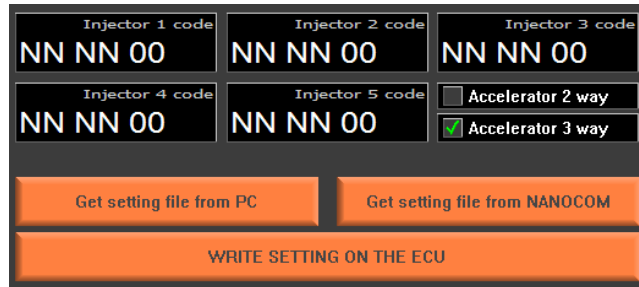 Injector 1 code Injector 2 code Injector 3 code
NN NN 00 NN NN 00 NN NN 00
Injector 4 code Injector 5 code Accelerator 2 way
NN NN 00 NN NN 00 Accelerator 3 way
Get setting file from PC Get setting file from NANOCOM
WRITE SETTING ON THE ECU